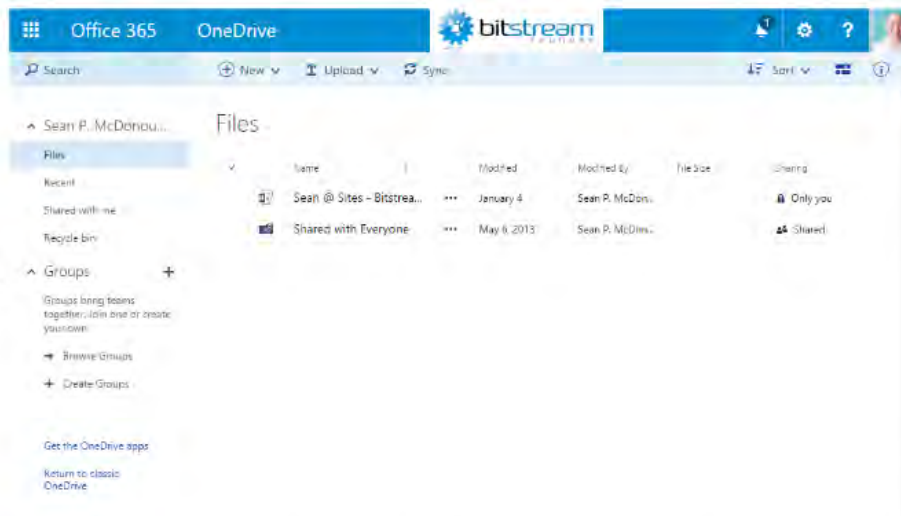 Office 365 OneDrive bitstream FOUNDRY 1 ?
Search New Upload Sync Sort
Sean P. McDonou... Files
Files
Name Modified Modified By File Size Sharing
Recent
Sean @ Sites - Bitstrea... ... January 4 Sean P. McDon... Only you
Shared with me
Shared with Everyone ... May 6, 2013 Sean P. McDon... Shared
Recycle bin
Groups +
Groups bring teams
together. Join one or create
your own.
Browse Groups
+ Create Groups
Get the OneDrive apps
Return to classic
OneDrive